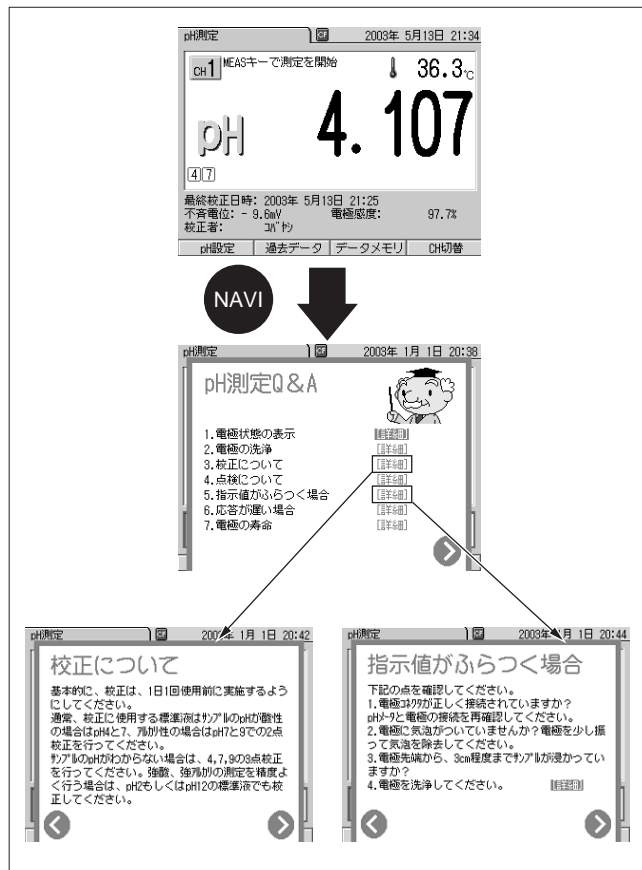 pH測定 CF 2003年 5月13日 21:34
CH1 MEASキーで測定を開始 36.3℃
pH 4.107
4 7
最終校正日時: 2003年 5月13日 21:25
不斉電位: - 9.6mV 電極感度: 97.7%
校正者: コバヤシ
pH設定 過去データ データメモリ CH切替
NAVI
pH測定 CF 2003年 1月 1日 20:38
pH測定Q&A
1.電極状態の表示 [詳細]
2.電極の洗浄 [詳細]
3.校正について [詳細]
4.点検について [詳細]
5.指示値がふらつく場合 [詳細]
6.応答が遅い場合 [詳細]
7.電極の寿命 [詳細]
pH測定 CF 2003年 1月 1日 20:42
校正について
基本的に、校正は、1日1回使用前に実施するよう
にしてください。
通常、校正に使用する標準液はサンプルのpHが酸性
の場合はpH4と7、アルカリ性の場合はpH7と9での2点
校正を行ってください。
サンプルのpHがわからない場合は、4,7,9の3点校正
を行ってください。強酸、強アルカリの測定を精度よ
く行う場合は、pH2もしくはpH12の標準液でも校
正してください。
pH測定 CF 2003年 1月 1日 20:44
指示値がふらつく場合
下記の点を確認してください。
1.電極コネクタが正しく接続されていますか?
pHメータと電極の接続を再確認してください。
2.電極に気泡がついていませんか?電極を少し振
って気泡を除去してください。
3.電極先端から、3cm程度までサンプルが浸かってい
ますか?
4.電極を洗浄してください。 [詳細]